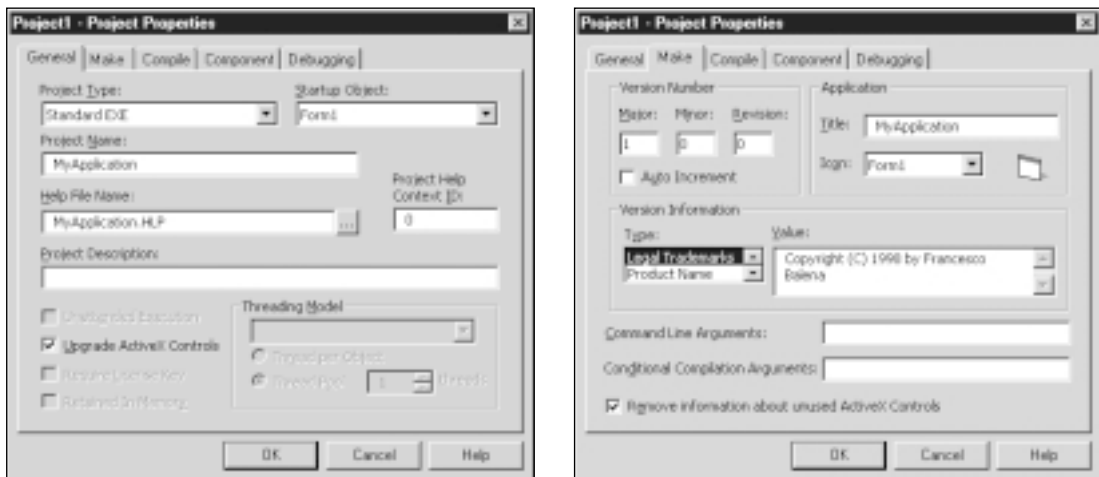 Project1 - Project Properties
General Make Compile Component Debugging
Project Type:
Standard EXE
Startup Object:
Form1
Project Name:
MyApplication
Help File Name:
MyApplication.HLP
...
Project Help
Context ID:
0
Project Description:
Unattended Execution
Upgrade ActiveX Controls
Require License Key
Retained In Memory
Threading Model
Thread per Object
Thread Pool 1 threads
OK Cancel Help
Project1 - Project Properties
General Make Compile Component Debugging
Version Number
Major: Minor: Revision:
1 0 0
Auto Increment
Application
Title: MyApplication
Icon: Form1
Version Information
Type:
Legal Trademarks
Product Name
Value:
Copyright (C) 1998 by Francesco
Balena
Command Line Arguments:
Conditional Compilation Arguments:
Remove information about unused ActiveX Controls
OK Cancel Help